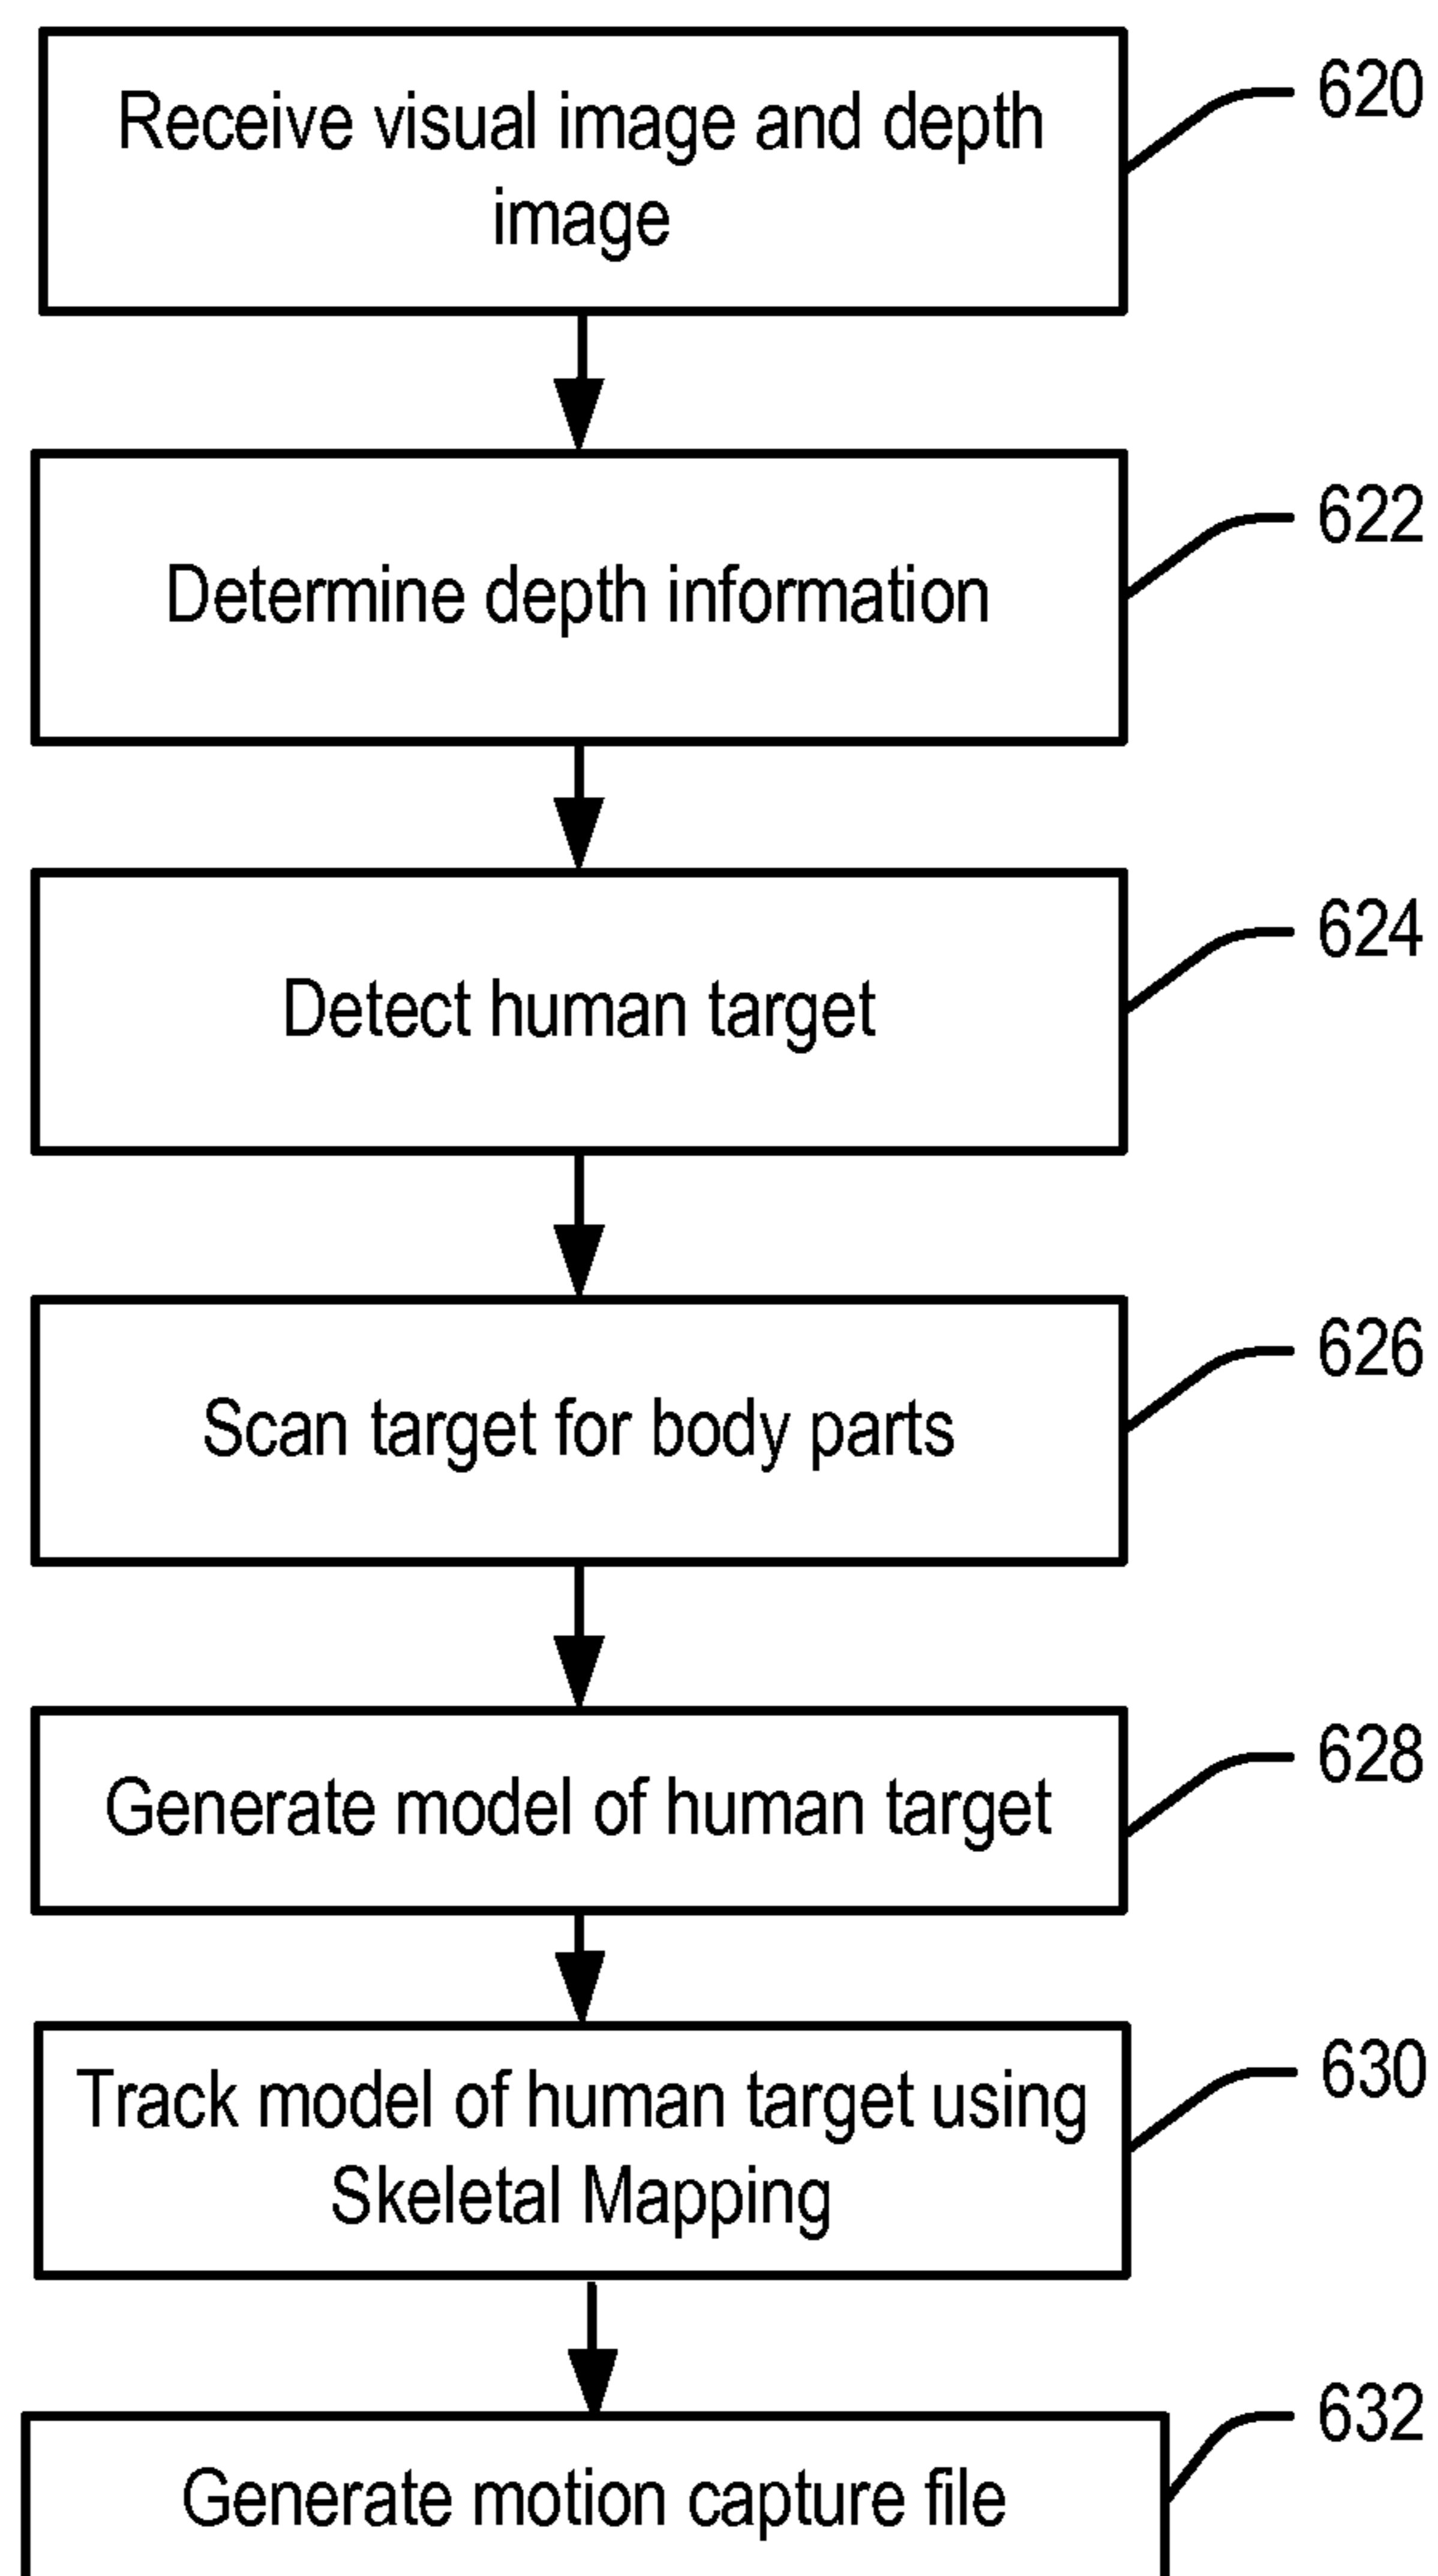 Receive visual image and depth
image
620
Determine depth information
622
Detect human target
624
Scan target for body parts
626
Generate model of human target
628
Track model of human target using
Skeletal Mapping
630
Generate motion capture file
632